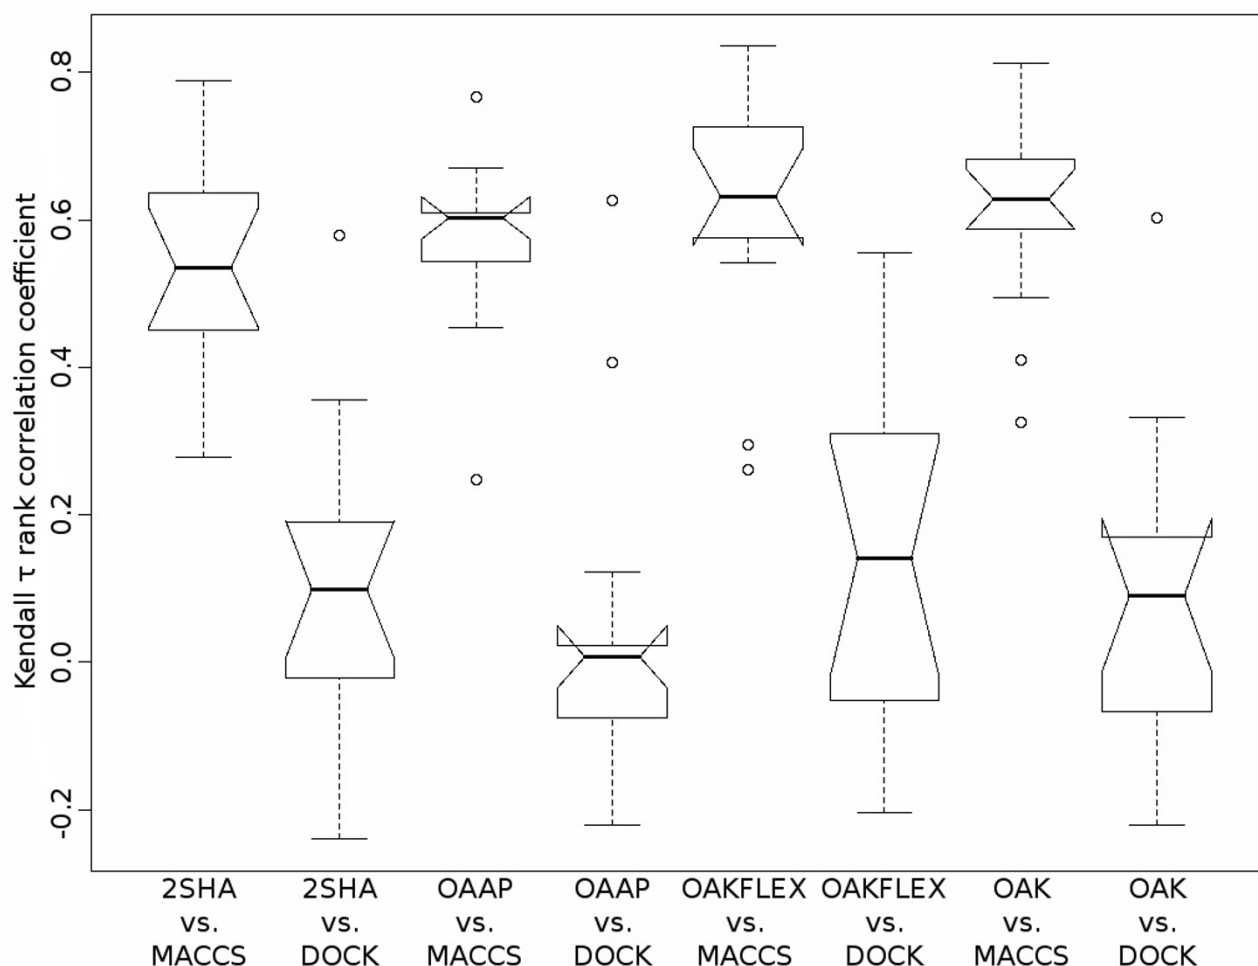 Kendall τ rank correlation coefficient
0.8
0.6
0.4
0.2
0.0
-0.2
2SHA
vs.
MACCS
2SHA
vs.
DOCK
OAAP
vs.
MACCS
OAAP
vs.
DOCK
OAKFLEX
vs.
MACCS
OAKFLEX
vs.
DOCK
OAK
vs.
MACCS
OAK
vs.
DOCK